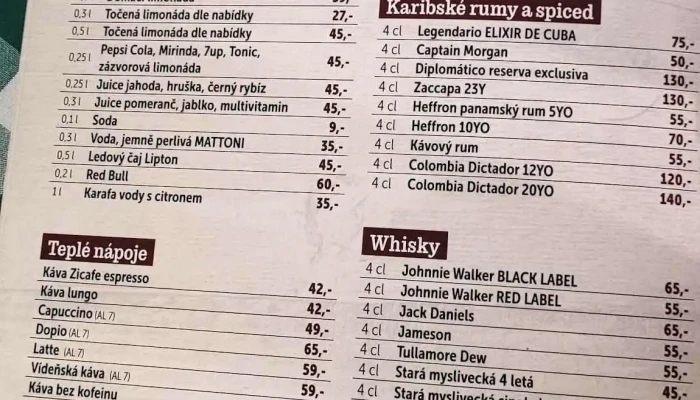 0,3 l Točená limonáda dle nabídky 27,-
0,5 l Točená limonáda dle nabídky 45,-
0,25 l Pepsi Cola, Mirinda, 7up, Tonic,
zázvorová limonáda 45,-
0,25 l Juice jahoda, hruška, černý rybíz 45,-
0,3 l Juice pomeranč, jablko, multivitamin 45,-
0,1 l Soda 9,-
0,3 l Voda, jemně perlivá MATTONI 35,-
0,5 l Ledový čaj Lipton 45,-
0,2 l Red Bull 60,-
1 l Karafa vody s citronem 35,-
Teplé nápoje
Káva Zicafe espresso 42,-
Káva lungo 42,-
Capuccino (AL 7) 49,-
Dopio (AL 7) 65,-
Latte (AL 7) 59,-
Vídeňská káva (AL 7) 59,-
Káva bez kofeinu
Karibské rumy a spiced
4 cl Legendario ELIXIR DE CUBA 75,-
4 cl Captain Morgan 50,-
4 cl Diplomático reserva exclusiva 130,-
4 cl Zaccapa 23Y 130,-
4 cl Heffron panamský rum 5YO 55,-
4 cl Heffron 10YO 70,-
4 cl Kávový rum 55,-
4 cl Colombia Dictador 12YO 120,-
4 cl Colombia Dictador 20YO 140,-
Whisky
4 cl Johnnie Walker BLACK LABEL 65,-
4 cl Johnnie Walker RED LABEL 55,-
4 cl Jack Daniels 65,-
4 cl Jameson 55,-
4 cl Tullamore Dew 55,-
4 cl Stará myslivecká 4 letá 45,-
4 cl Stará myslivecká